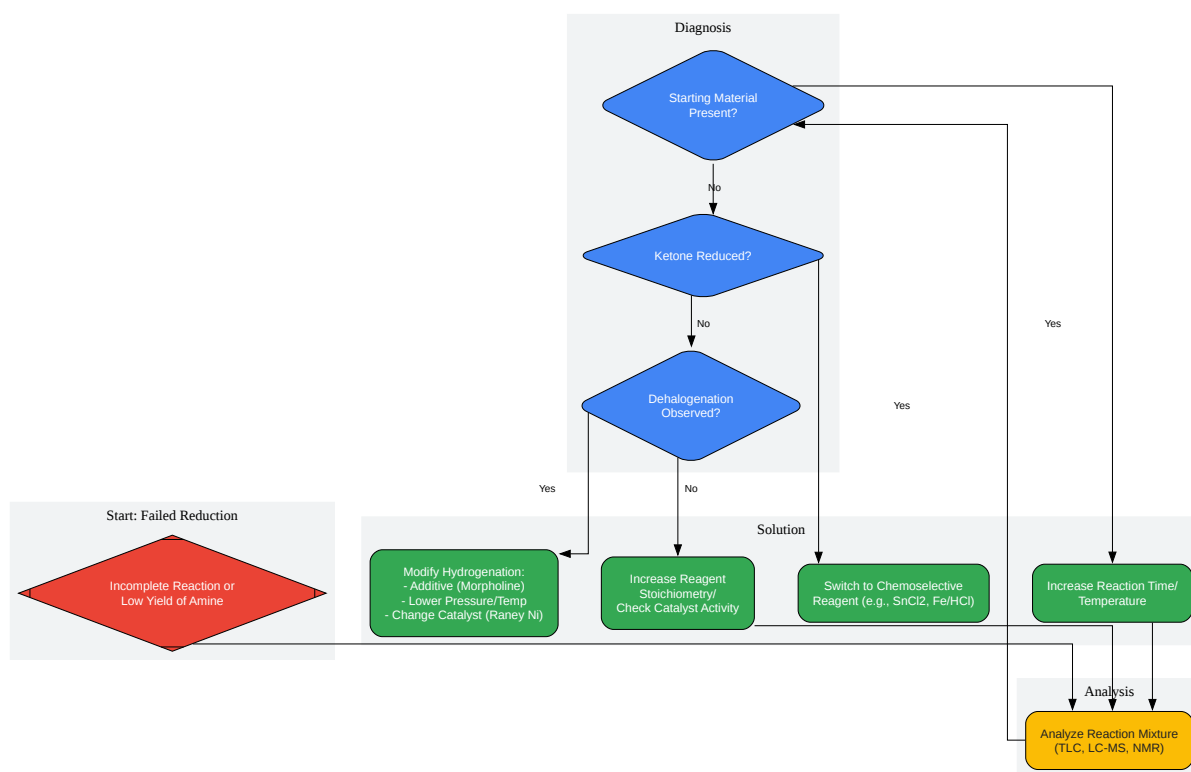 Diagnosis
Starting Material
Present?
No
Ketone Reduced?
No
Yes
Dehalogenation
Observed?
Yes
Yes
No
Start: Failed Reduction
Incomplete Reaction or
Low Yield of Amine
Solution
Modify Hydrogenation:
- Additive (Morpholine)
- Lower Pressure/Temp
- Change Catalyst (Raney Ni)
Increase Reagent
Stoichiometry/
Check Catalyst Activity
Switch to Chemoselective
Reagent (e.g., SnCl2, Fe/HCl)
Increase Reaction Time/
Temperature
Analysis
Analyze Reaction Mixture
(TLC, LC-MS, NMR)